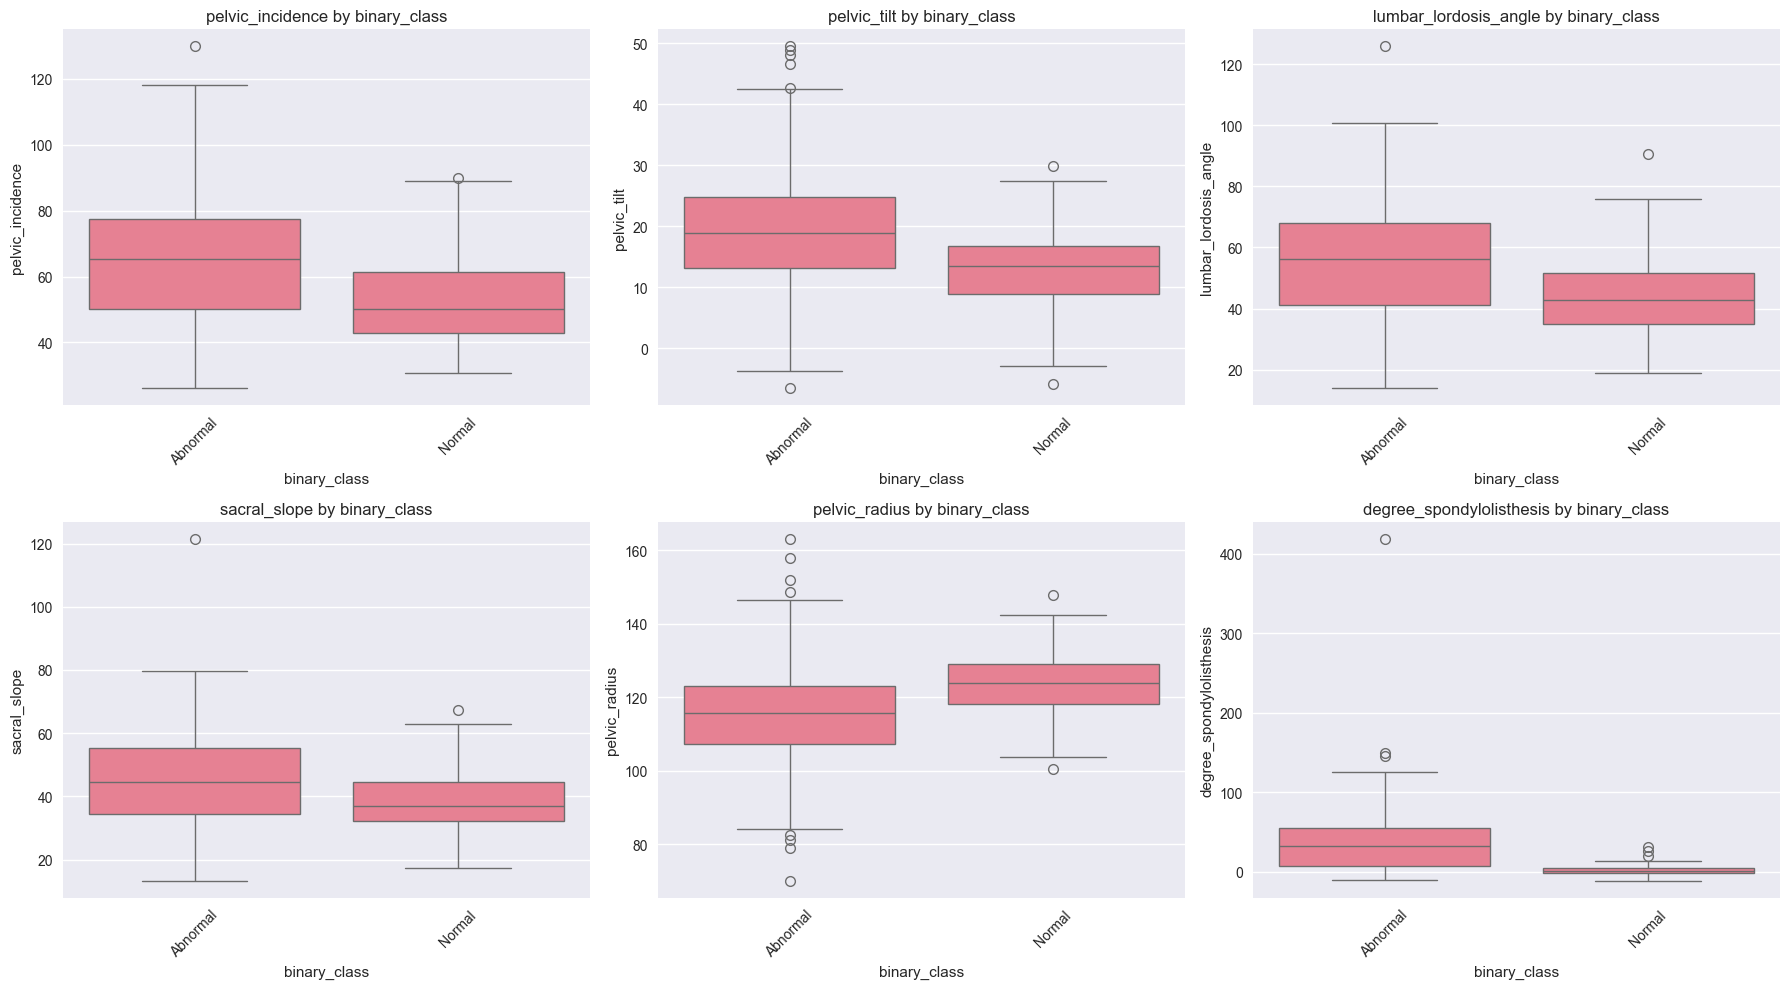 pelvic_incidence by binary_class
pelvic_incidence
120
100
80
60
40
Abnormal
Normal
binary_class
pelvic_tilt by binary_class
pelvic_tilt
50
40
30
20
10
0
Abnormal
Normal
binary_class
lumbar_lordosis_angle by binary_class
lumbar_lordosis_angle
120
100
80
60
40
20
Abnormal
Normal
binary_class
sacral_slope by binary_class
sacral_slope
120
100
80
60
40
20
Abnormal
Normal
binary_class
pelvic_radius by binary_class
pelvic_radius
160
140
120
100
80
Abnormal
Normal
binary_class
degree_spondylolisthesis by binary_class
degree_spondylolisthesis
400
300
200
100
0
Abnormal
Normal
binary_class